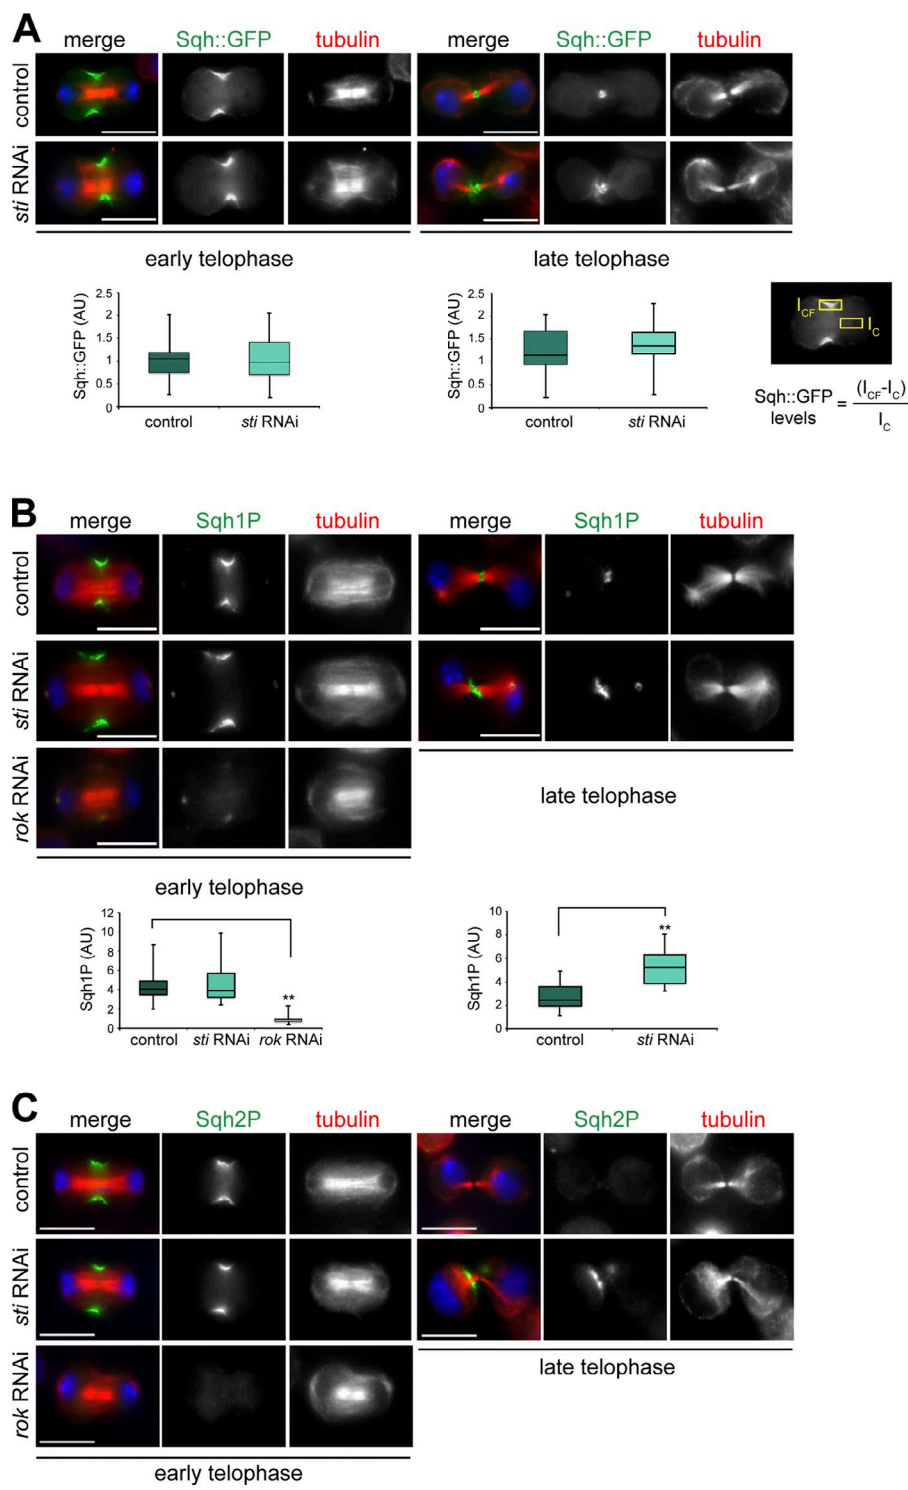 A
merge Sqh::GFP tubulin merge Sqh::GFP tubulin
control
sti RNAi
early telophase late telophase
2.5
2
1.5
1
0.5
0
Sqh::GFP (AU)
control sti RNAi
2.5
2
1.5
1
0.5
0
Sqh::GFP (AU)
control sti RNAi
I_CF
I_C
Sqh::GFP levels = (I_CF-I_C) / I_C
B
merge Sqh1P tubulin merge Sqh1P tubulin
control
sti RNAi
rok RNAi
late telophase
early telophase
12
10
8
6
4
2
0
Sqh1P (AU)
**
control sti RNAi rok RNAi
10
8
6
4
2
0
Sqh1P (AU)
**
control sti RNAi
C
merge Sqh2P tubulin merge Sqh2P tubulin
control
sti RNAi
rok RNAi
late telophase
early telophase